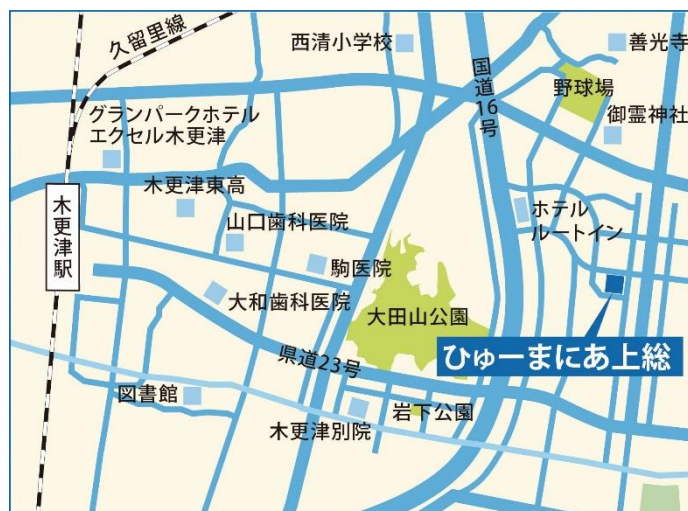 久留里線
西清小学校
国道16号
善光寺
野球場
グランパークホテル
エクセル木更津
御霊神社
木更津東高
木更津駅
山口歯科医院
ホテル
ルートイン
駒医院
大和歯科医院
大田山公園
ひゅーまにあ上総
県道23号
図書館
岩下公園
木更津別院